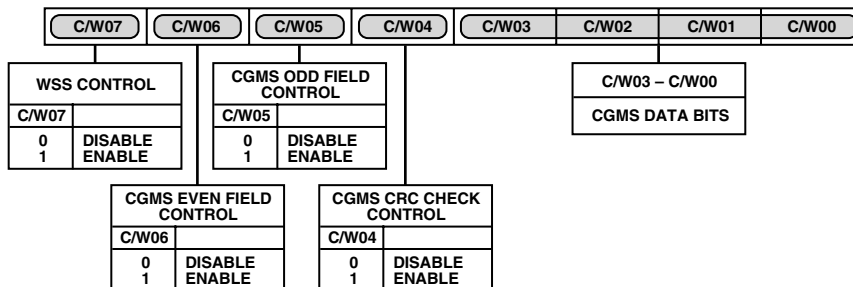 C/W07 C/W06 C/W05 C/W04 C/W03 C/W02 C/W01 C/W00
WSS CONTROL
C/W07
0 DISABLE
1 ENABLE
CGMS ODD FIELD
CONTROL
C/W05
0 DISABLE
1 ENABLE
C/W03 – C/W00
CGMS DATA BITS
CGMS EVEN FIELD
CONTROL
C/W06
0 DISABLE
1 ENABLE
CGMS CRC CHECK
CONTROL
C/W04
0 DISABLE
1 ENABLE